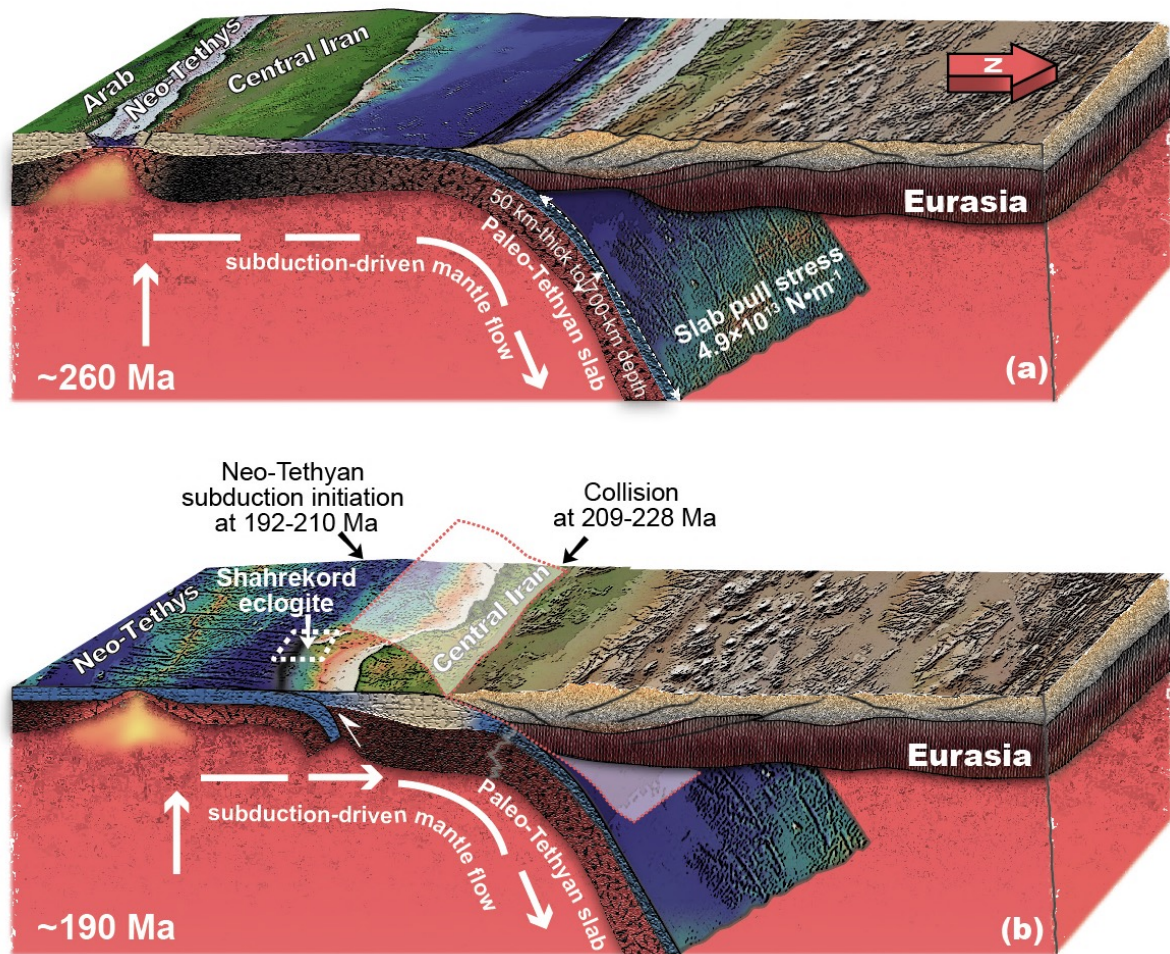 Arab
Neo-Tethys
Central Iran
N
Eurasia
50 km-thick to 700-km depth
Paleo-Tethyan slab
Slab pull stress
4.9×10¹³ N•m⁻¹
subduction-driven mantle flow
~260 Ma
(a)
Neo-Tethyan
subduction initiation
at 192-210 Ma
Collision
at 209-228 Ma
Shahrekord
eclogite
Neo-Tethys
Central Iran
Eurasia
subduction-driven mantle flow
Paleo-Tethyan slab
~190 Ma
(b)